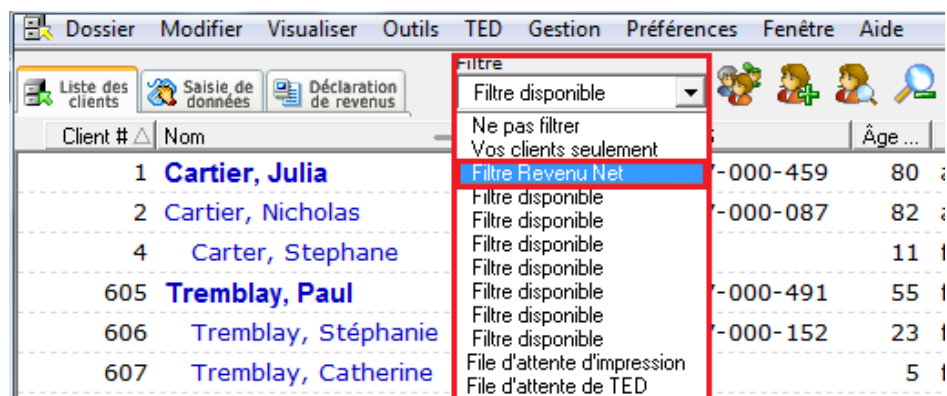 Dossier Modifier Visualiser Outils TED Gestion Préférences Fenêtre Aide
Filtre
Liste des clients Saisie de données Déclaration de revenus
Filtre disponible
Client # Nom Âge ...
Ne pas filtrer
Vos clients seulement
Filtre Revenu Net
Filtre disponible
Filtre disponible
Filtre disponible
Filtre disponible
Filtre disponible
Filtre disponible
Filtre disponible
File d'attente d'impression
File d'attente de TED
1 Cartier, Julia -000-459 80
2 Cartier, Nicholas -000-087 82
4 Carter, Stephane 11
605 Tremblay, Paul -000-491 55
606 Tremblay, Stéphanie -000-152 23
607 Tremblay, Catherine 5